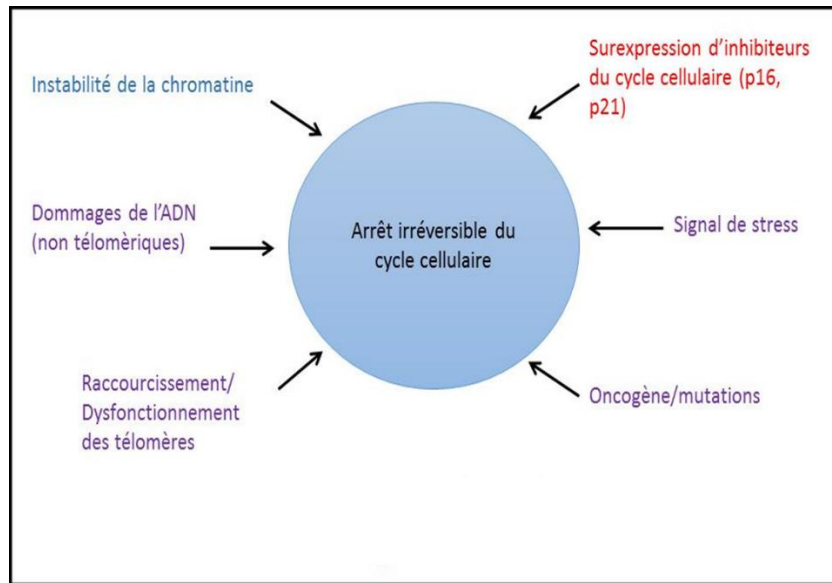 Surexpression d'inhibiteurs
du cycle cellulaire (p16,
p21)
Instabilité de la chromatine
Dommages de l'ADN
(non télomèriques)
Arrêt irréversible du
cycle cellulaire
Signal de stress
Raccourcissement/
Dysfonctionnement
des télomères
Oncogène/mutations